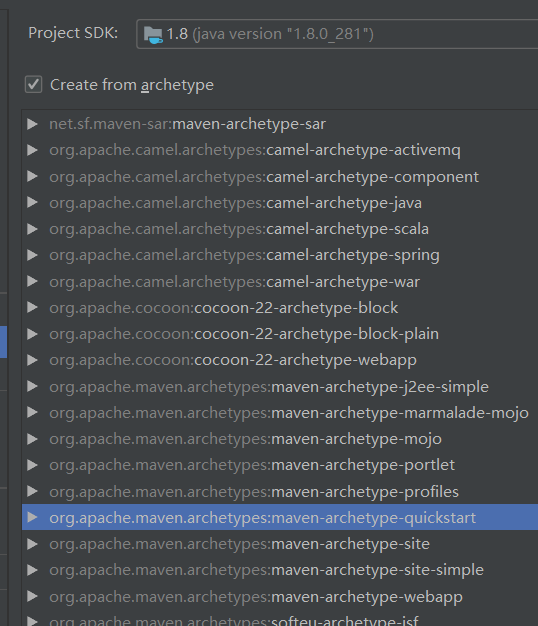 Project SDK: 1.8 (java version "1.8.0_281")
Create from archetype
net.sf.maven-sar:maven-archetype-sar
org.apache.camel.archetypes:camel-archetype-activemq
org.apache.camel.archetypes:camel-archetype-component
org.apache.camel.archetypes:camel-archetype-java
org.apache.camel.archetypes:camel-archetype-scala
org.apache.camel.archetypes:camel-archetype-spring
org.apache.camel.archetypes:camel-archetype-war
org.apache.cocoon:cocoon-22-archetype-block
org.apache.cocoon:cocoon-22-archetype-block-plain
org.apache.cocoon:cocoon-22-archetype-webapp
org.apache.maven.archetypes:maven-archetype-j2ee-simple
org.apache.maven.archetypes:maven-archetype-marmalade-mojo
org.apache.maven.archetypes:maven-archetype-mojo
org.apache.maven.archetypes:maven-archetype-portlet
org.apache.maven.archetypes:maven-archetype-profiles
org.apache.maven.archetypes:maven-archetype-quickstart
org.apache.maven.archetypes:maven-archetype-site
org.apache.maven.archetypes:maven-archetype-site-simple
org.apache.maven.archetypes:maven-archetype-webapp
org.apache.maven.archetypes:softeu-archetype-jsf